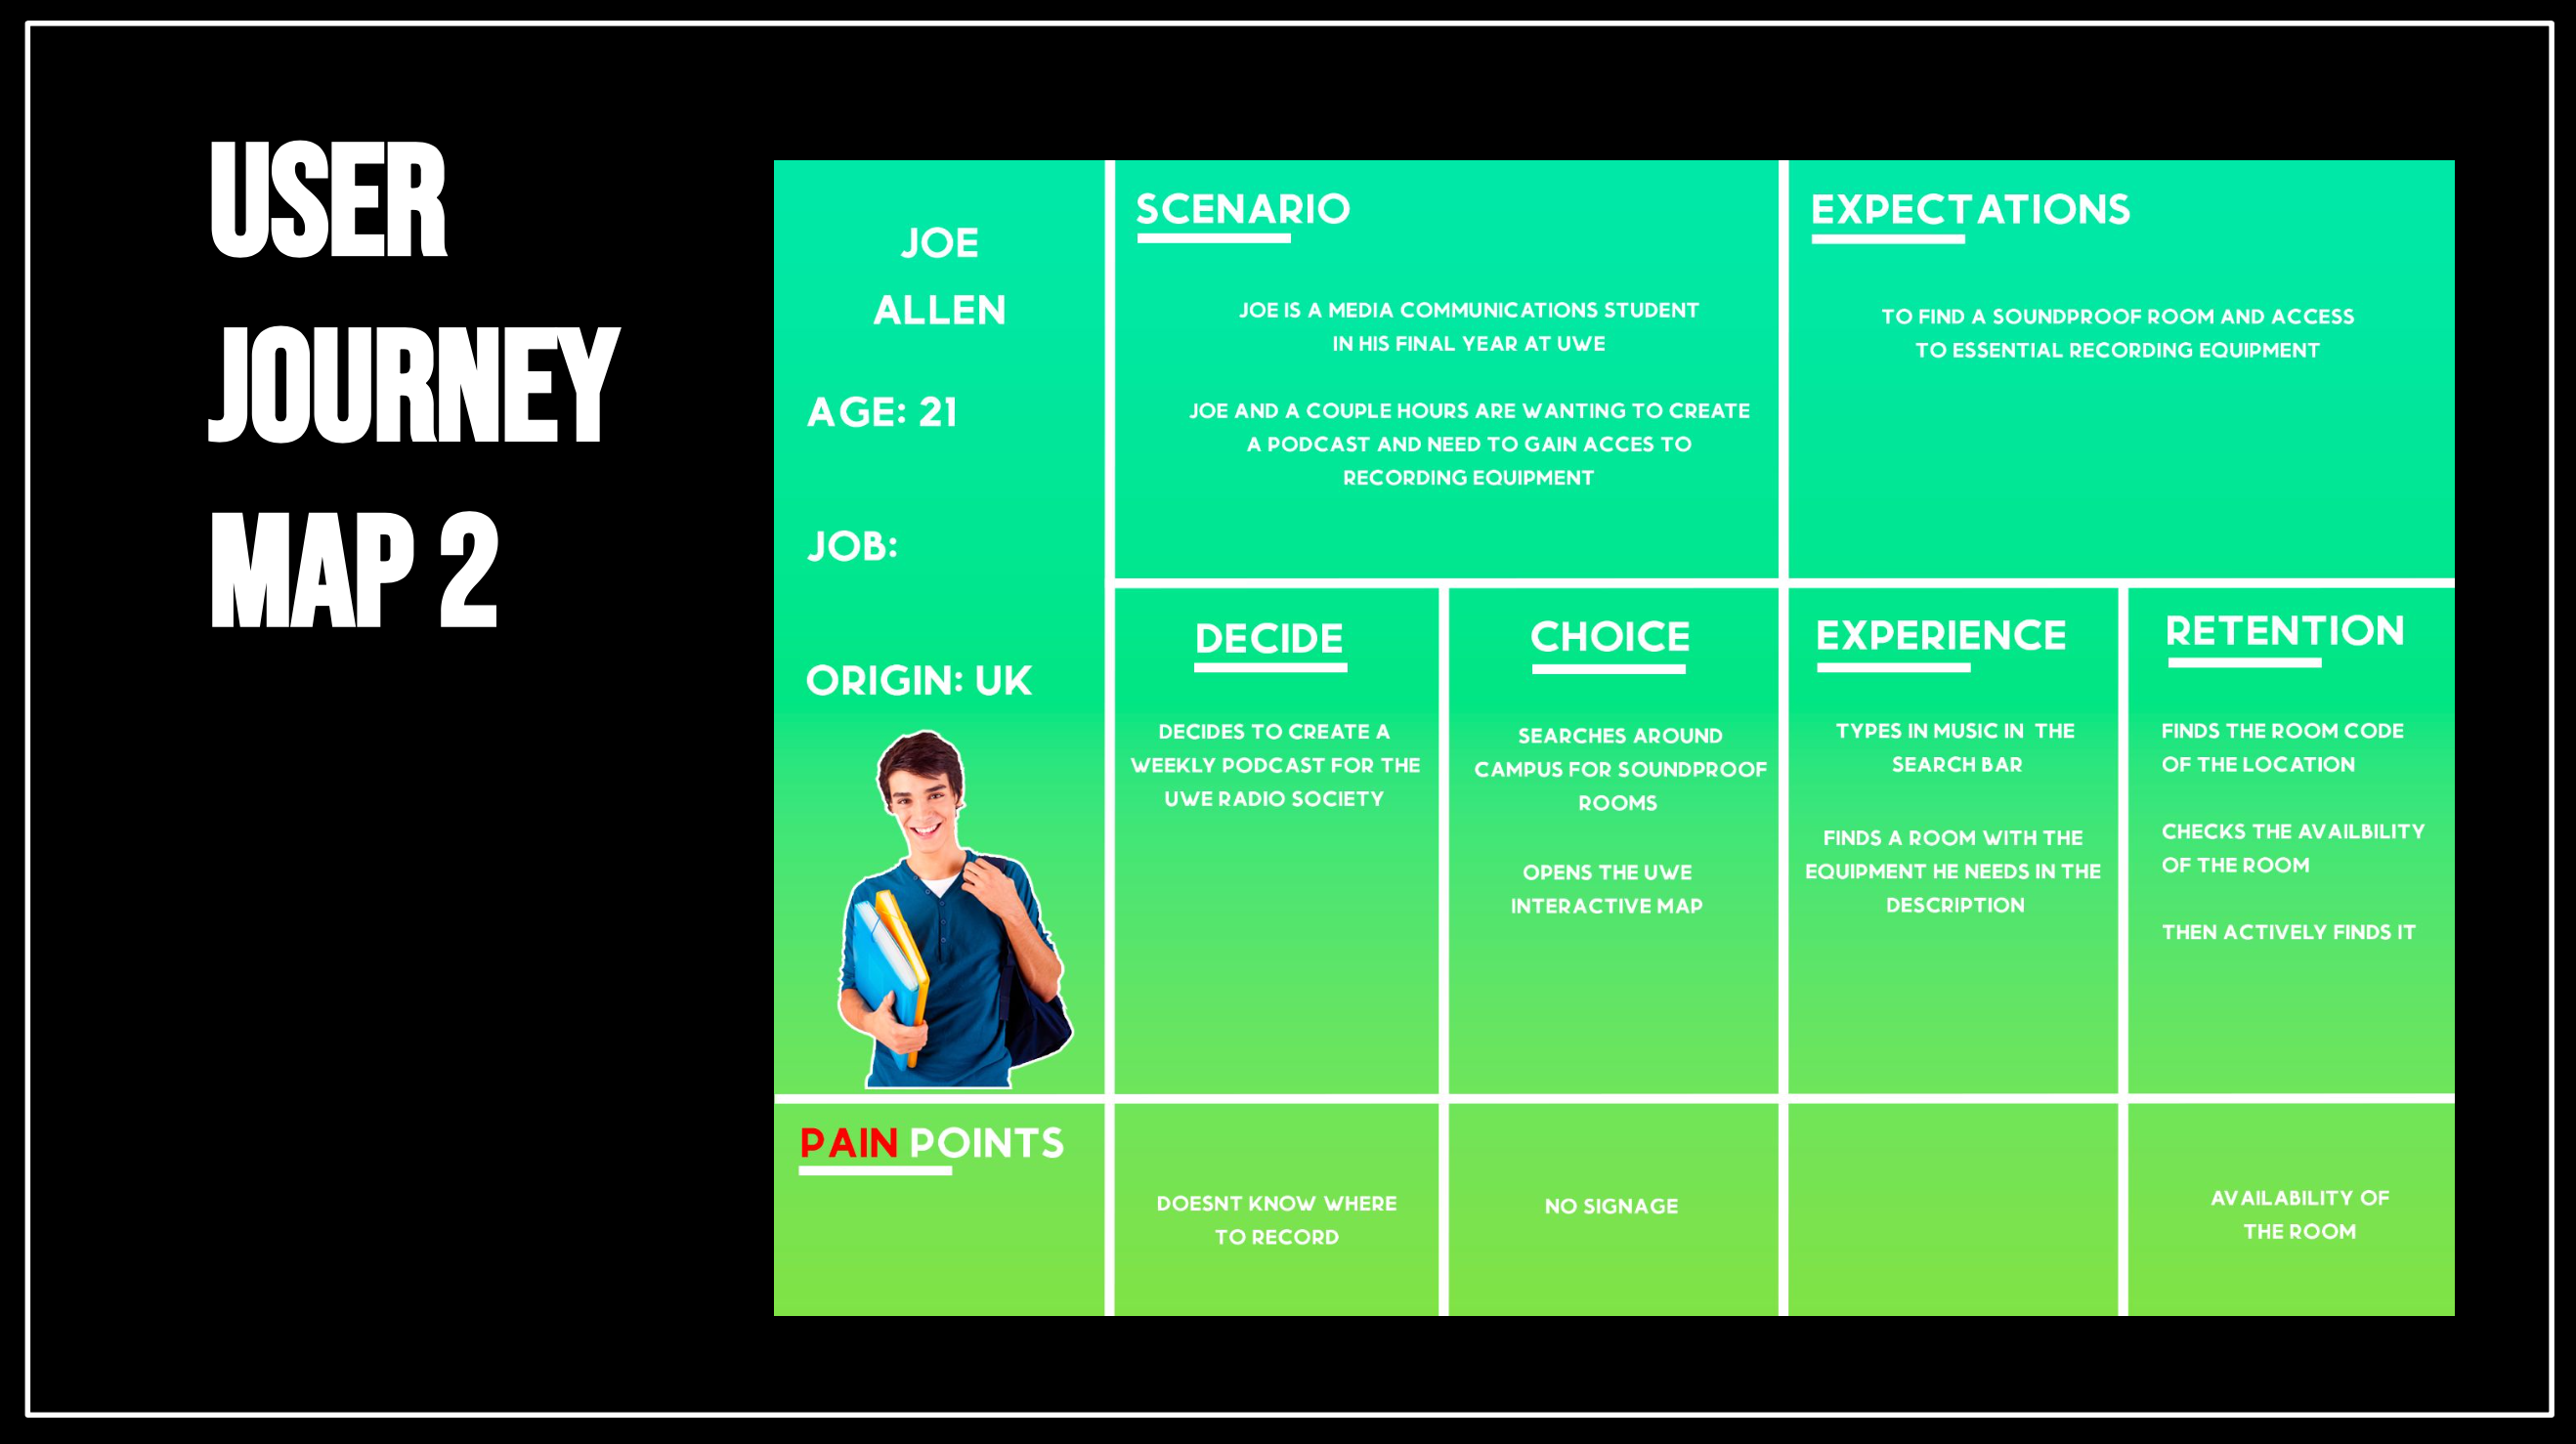 USER
JOURNEY
MAP 2
JOE
ALLEN
AGE: 21
JOB:
ORIGIN: UK
SCENARIO
JOE IS A MEDIA COMMUNICATIONS STUDENT
IN HIS FINAL YEAR AT UWE
JOE AND A COUPLE HOURS ARE WANTING TO CREATE
A PODCAST AND NEED TO GAIN ACCES TO
RECORDING EQUIPMENT
EXPECTATIONS
TO FIND A SOUNDPROOF ROOM AND ACCESS
TO ESSENTIAL RECORDING EQUIPMENT
DECIDE
DECIDES TO CREATE A
WEEKLY PODCAST FOR THE
UWE RADIO SOCIETY
CHOICE
SEARCHES AROUND
CAMPUS FOR SOUNDPROOF
ROOMS
OPENS THE UWE
INTERACTIVE MAP
EXPERIENCE
TYPES IN MUSIC IN THE
SEARCH BAR
FINDS A ROOM WITH THE
EQUIPMENT HE NEEDS IN THE
DESCRIPTION
RETENTION
FINDS THE ROOM CODE
OF THE LOCATION
CHECKS THE AVAILBILITY
OF THE ROOM
THEN ACTIVELY FINDS IT
PAIN POINTS
DOESNT KNOW WHERE
TO RECORD
NO SIGNAGE
AVAILABILITY OF
THE ROOM